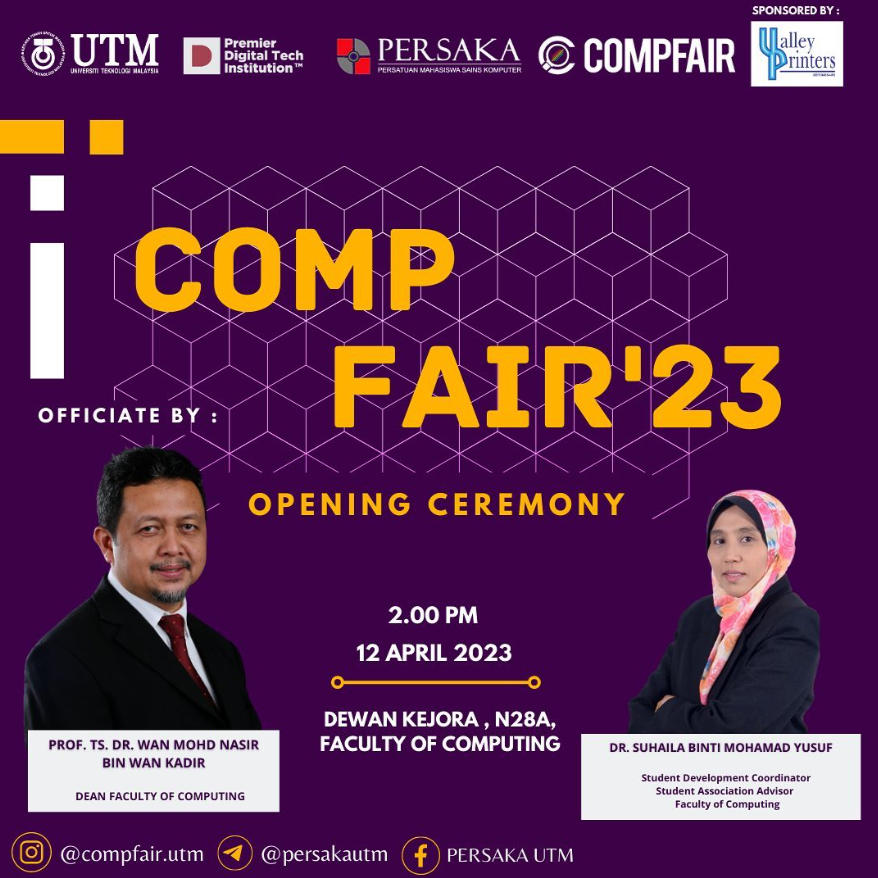 SPONSORED BY :
UTM
UNIVERSITI TEKNOLOGI MALAYSIA
Premier
Digital Tech
Institution™
PERSAKA
PERSATUAN MAHASISWA SAINS KOMPUTER
COMPFAIR
Valley
Printers
COMP
FAIR'23
OFFICIATE BY :
OPENING CEREMONY
2.00 PM
12 APRIL 2023
DEWAN KEJORA , N28A,
FACULTY OF COMPUTING
PROF. TS. DR. WAN MOHD NASIR
BIN WAN KADIR
DEAN FACULTY OF COMPUTING
DR. SUHAILA BINTI MOHAMAD YUSUF
Student Development Coordinator
Student Association Advisor
Faculty of Computing
@compfair.utm
@persakautm
PERSAKA UTM